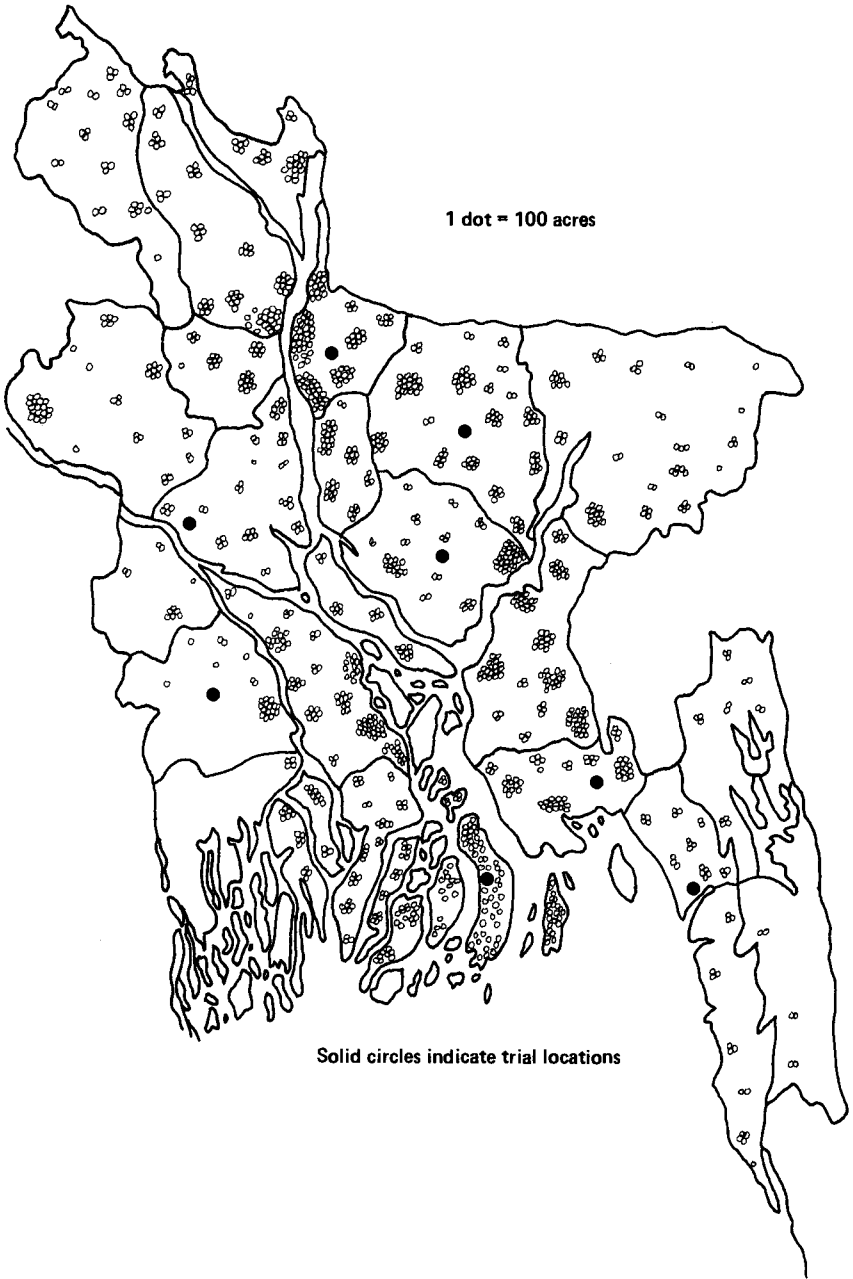 1 dot = 100 acres
Solid circles indicate trial locations